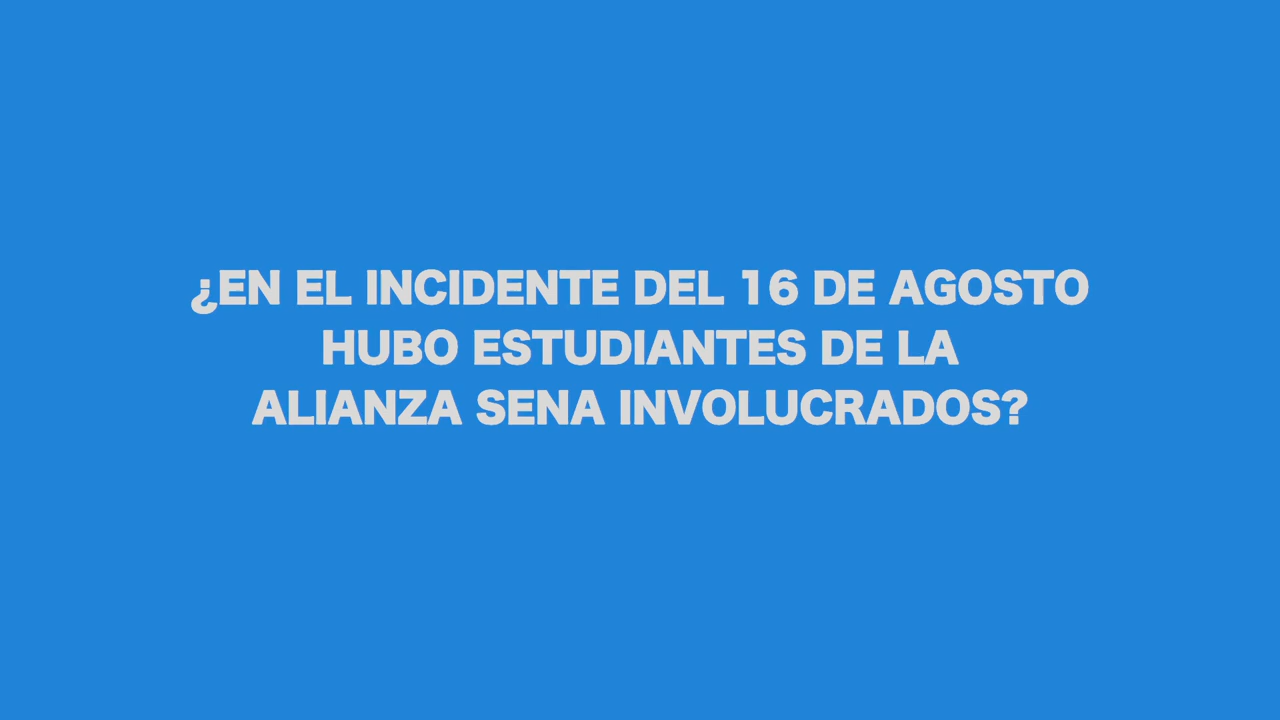 ¿EN EL INCIDENTE DEL 16 DE AGOSTO
HUBO ESTUDIANTES DE LA
ALIANZA SENA INVOLUCRADOS?